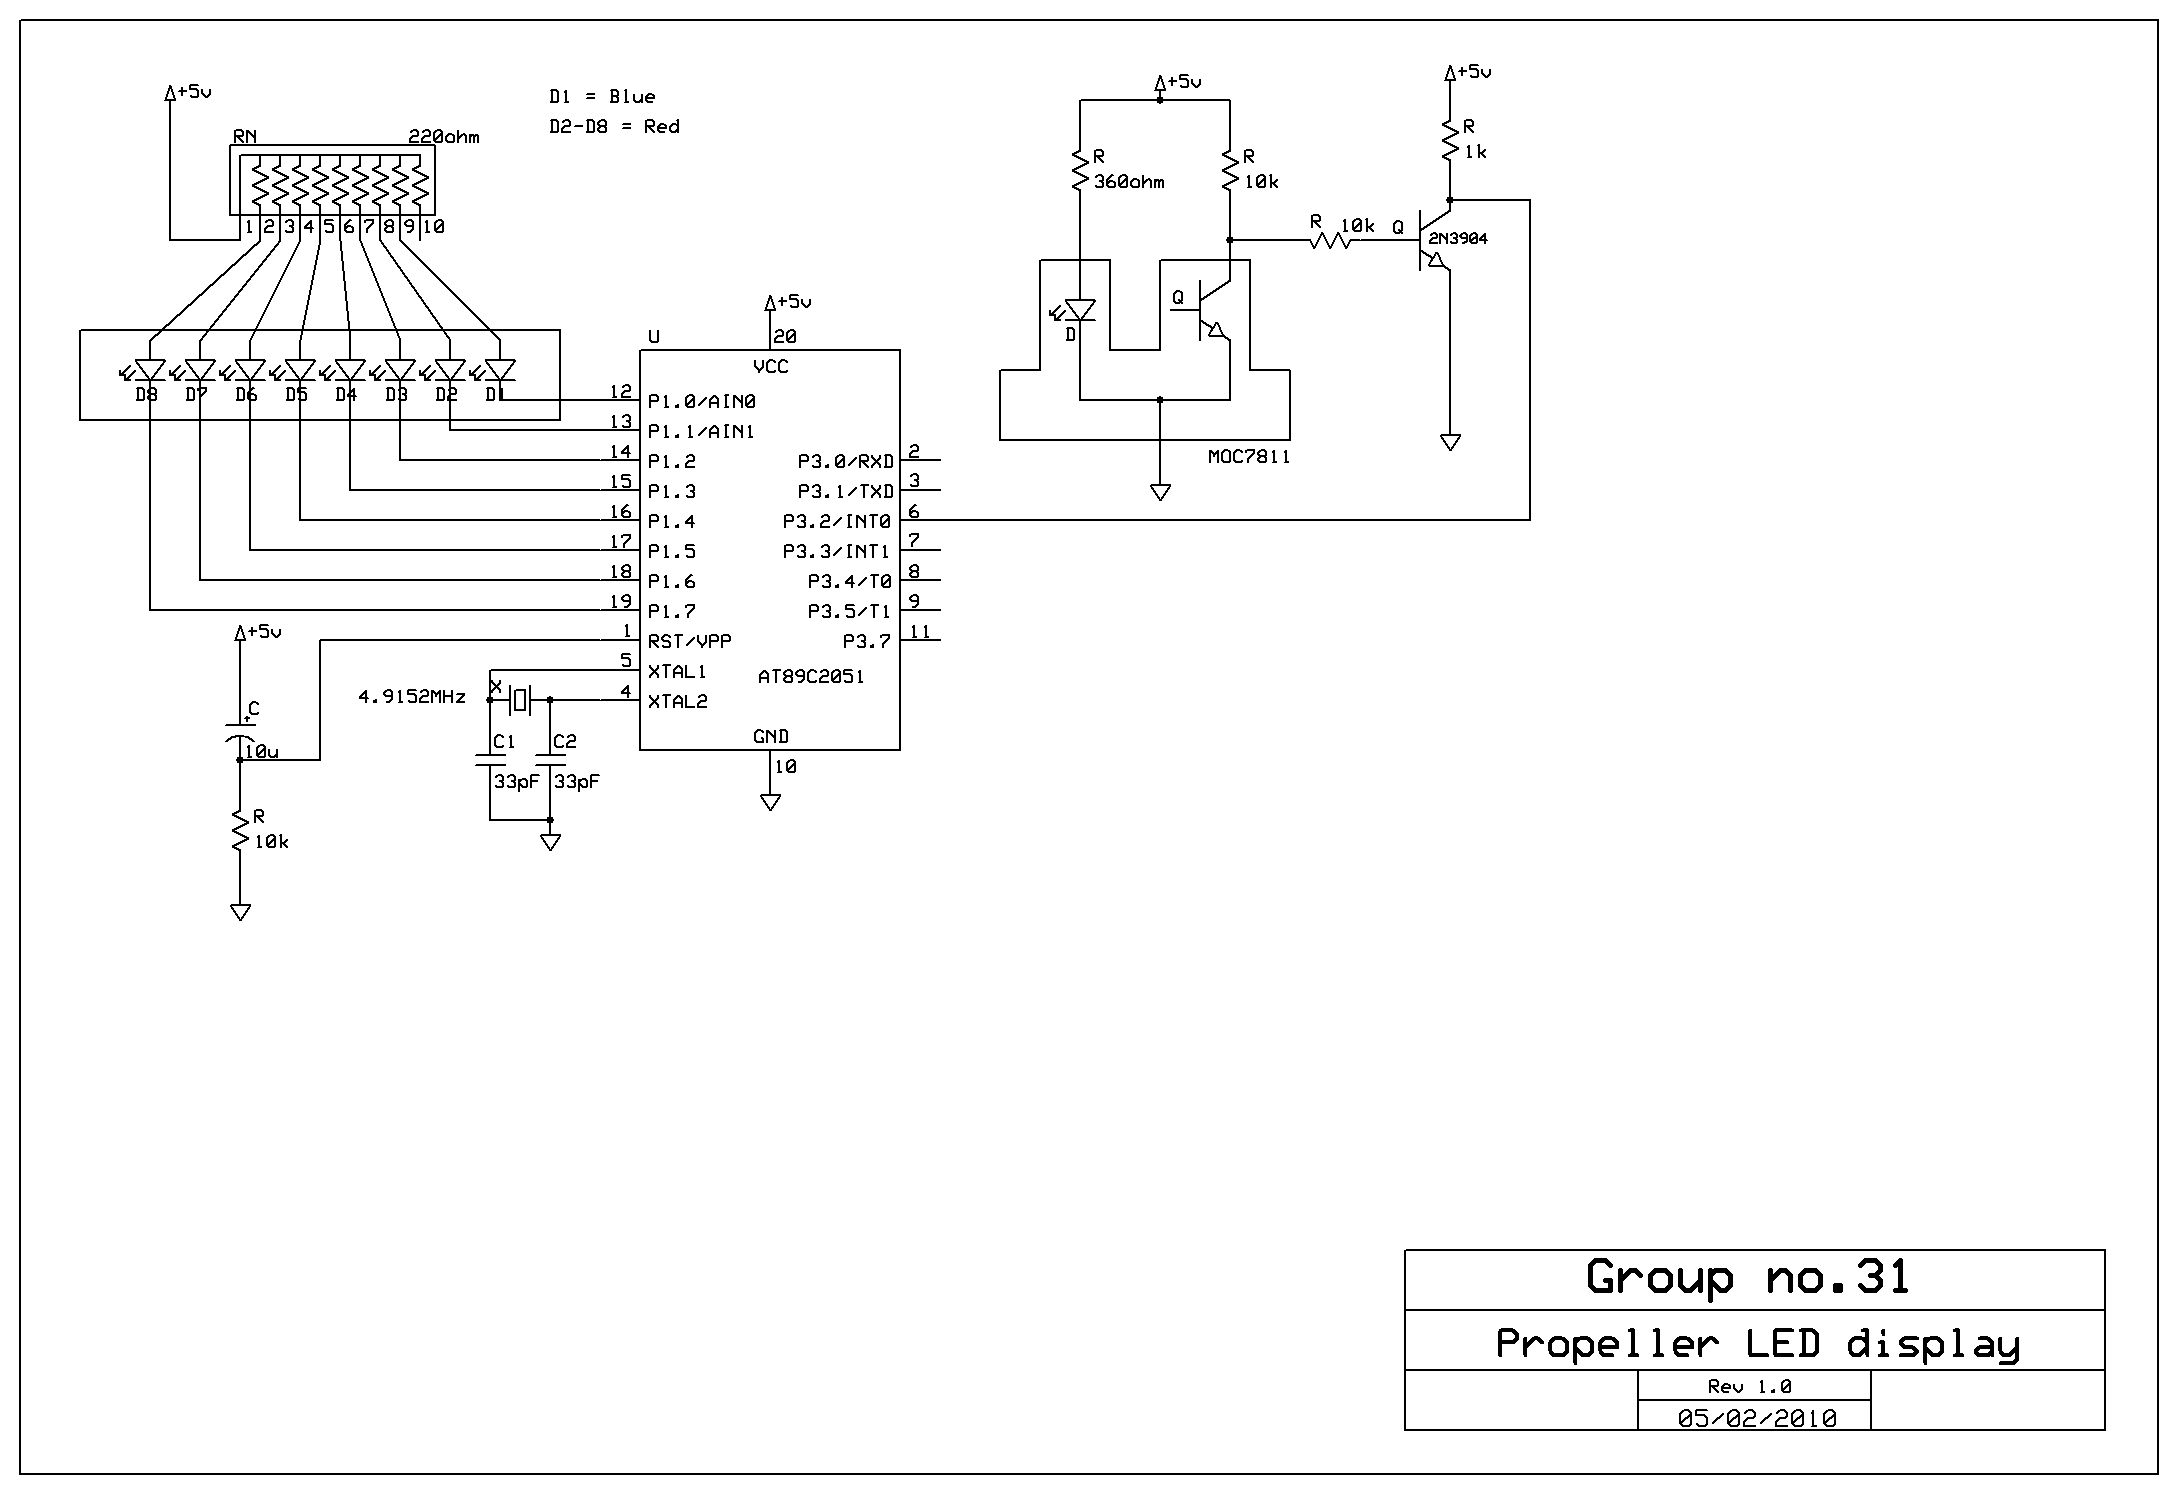 +5v
RN 220ohm
1 2 3 4 5 6 7 8 9 10
D1 = Blue
D2-D8 = Red
D8 D7 D6 D5 D4 D3 D2 D1
+5v
20
U
VCC
12 P1.0/AIN0
13 P1.1/AIN1
14 P1.2
15 P1.3
16 P1.4
17 P1.5
18 P1.6
19 P1.7
1 RST/VPP
5 XTAL1
4 XTAL2
P3.0/RXD 2
P3.1/TXD 3
P3.2/INT0 6
P3.3/INT1 7
P3.4/T0 8
P3.5/T1 9
P3.7 11
AT89C2051
GND
10
+5v
C
+
10u
R
10k
4.9152MHz
X
C1 C2
33pF 33pF
+5v
R
360ohm
R
10k
D
Q
MOC7811
+5v
R
1k
R 10k
Q
2N3904
Group no.31
Propeller LED display
Rev 1.0
05/02/2010